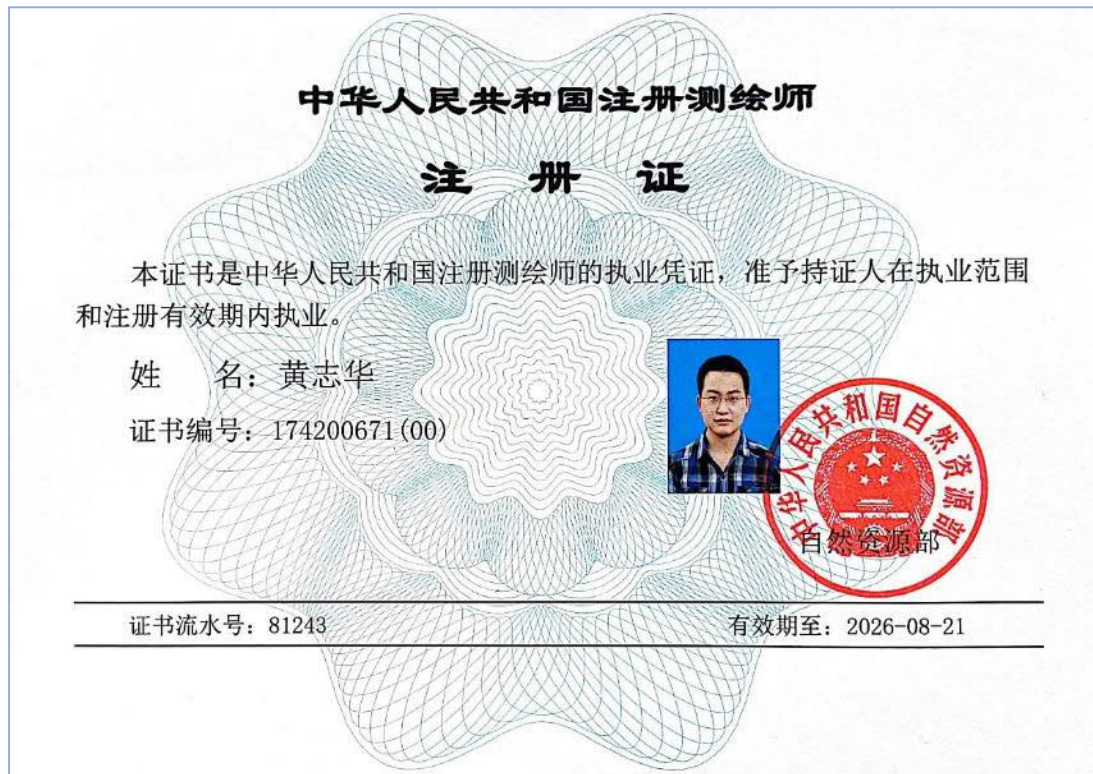 中华人民共和国注册测绘师
注 册 证
本证书是中华人民共和国注册测绘师的执业凭证，准予持证人在执业范围
和注册有效期内执业。
姓 名：黄志华
证书编号：174200671(00)
中华人民共和国自然资源部
自然资源部
证书流水号：81243
有效期至：2026-08-21